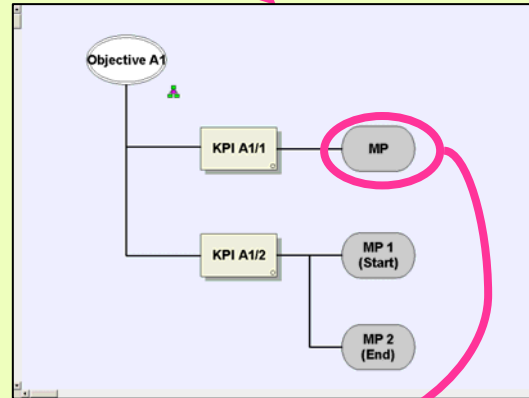 Objective A1
KPI A1/1
MP
KPI A1/2
MP 1
(Start)
MP 2
(End)